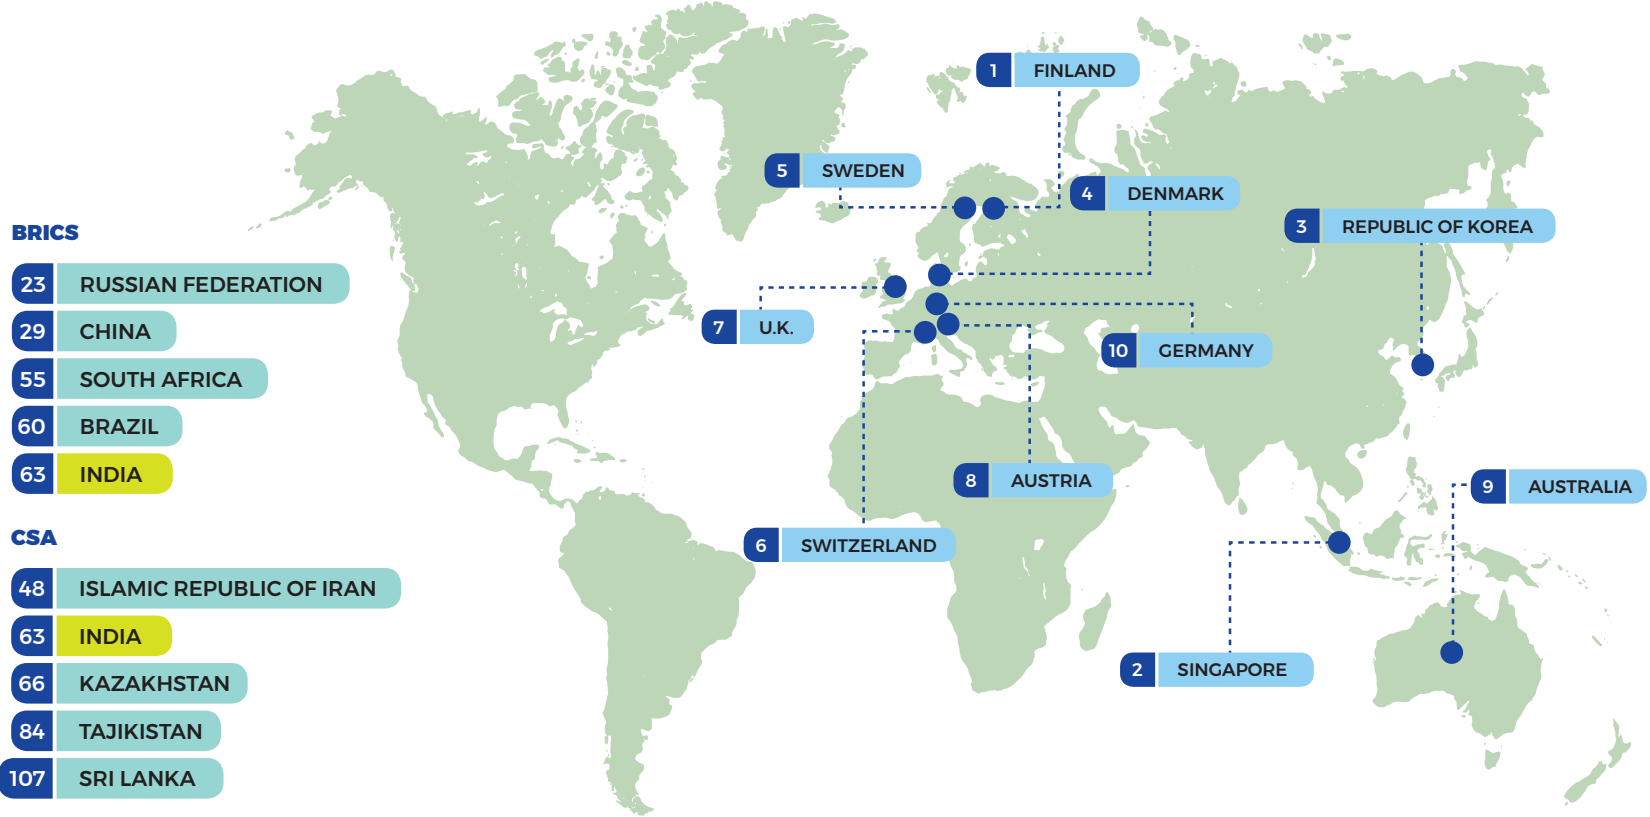 BRICS
23 RUSSIAN FEDERATION
29 CHINA
55 SOUTH AFRICA
60 BRAZIL
63 INDIA
CSA
48 ISLAMIC REPUBLIC OF IRAN
63 INDIA
66 KAZAKHSTAN
84 TAJIKISTAN
107 SRI LANKA
1 FINLAND
5 SWEDEN
4 DENMARK
3 REPUBLIC OF KOREA
7 U.K.
10 GERMANY
8 AUSTRIA
9 AUSTRALIA
6 SWITZERLAND
2 SINGAPORE